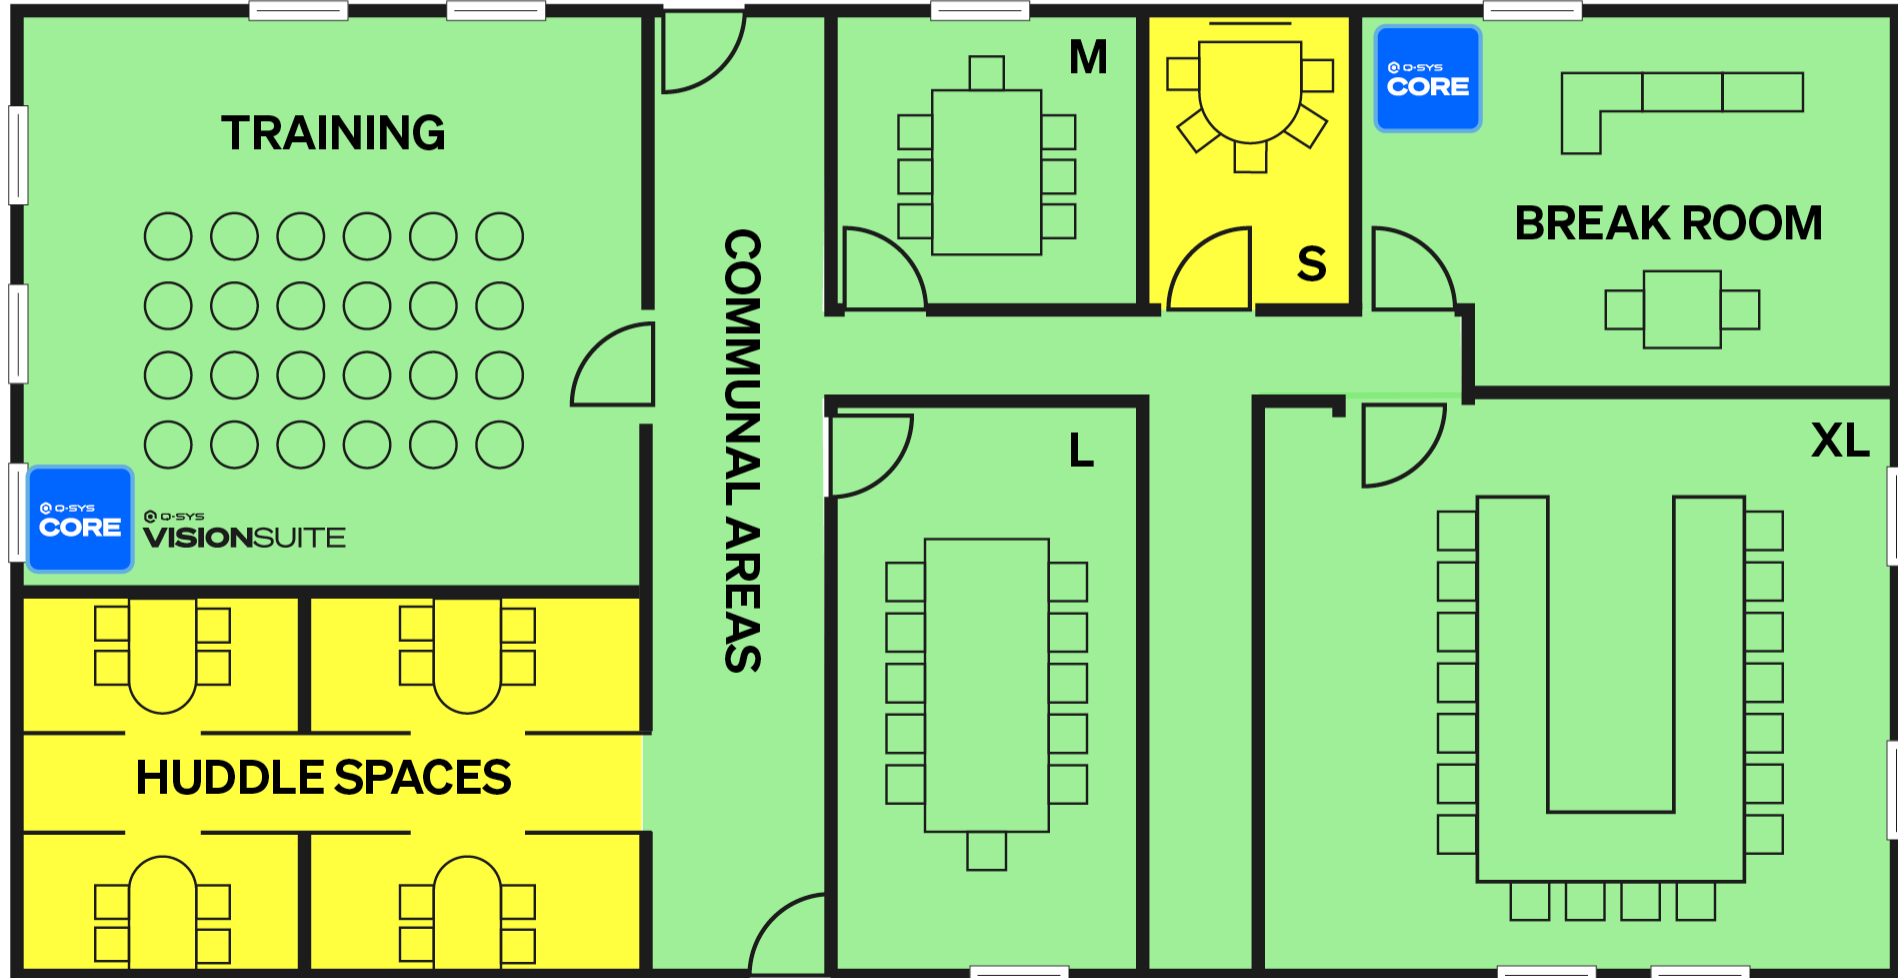 M
Q-SYS
CORE
TRAINING
BREAK ROOM
S
COMMUNAL AREAS
L
XL
Q-SYS
CORE
Q-SYS
VISIONSUITE
HUDDLE SPACES